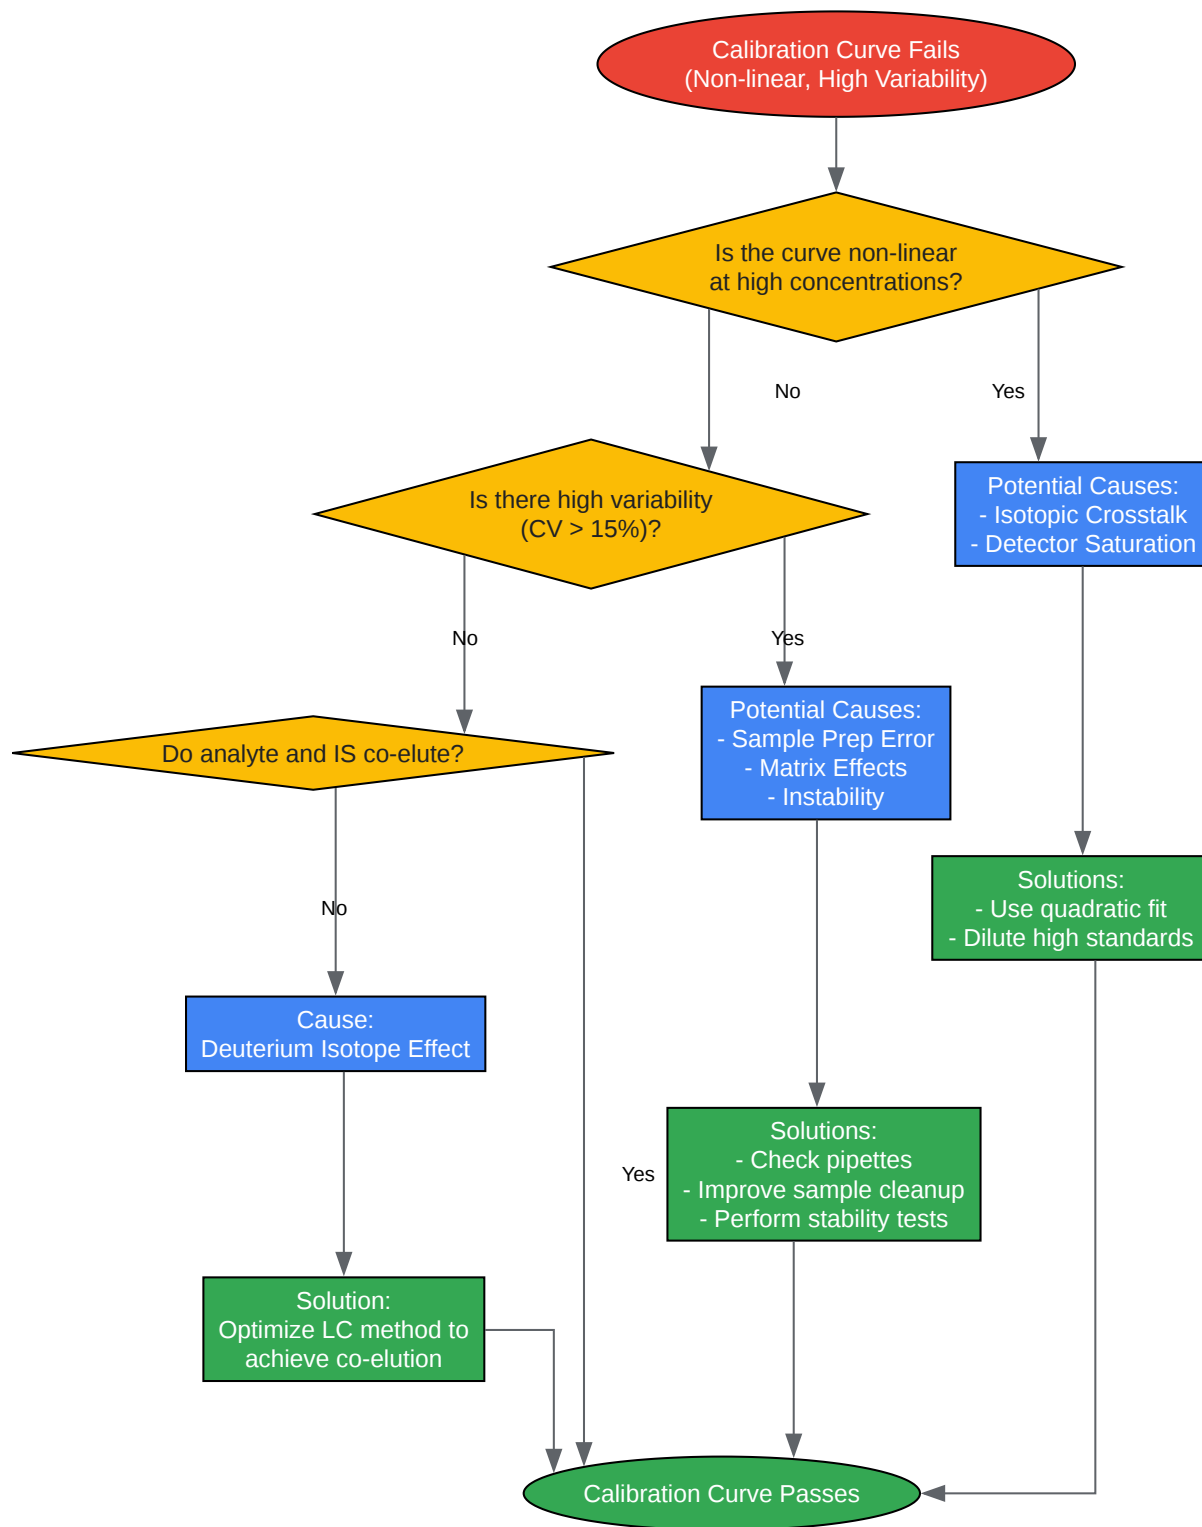 Calibration Curve Fails
(Non-linear, High Variability)
Is the curve non-linear
at high concentrations?
No
Yes
Is there high variability
(CV > 15%)?
Potential Causes:
- Isotopic Crosstalk
- Detector Saturation
No
Yes
Potential Causes:
- Sample Prep Error
- Matrix Effects
- Instability
Do analyte and IS co-elute?
Solutions:
- Use quadratic fit
- Dilute high standards
No
Cause:
Deuterium Isotope Effect
Solutions:
- Check pipettes
- Improve sample cleanup
- Perform stability tests
Yes
Solution:
Optimize LC method to
achieve co-elution
Calibration Curve Passes